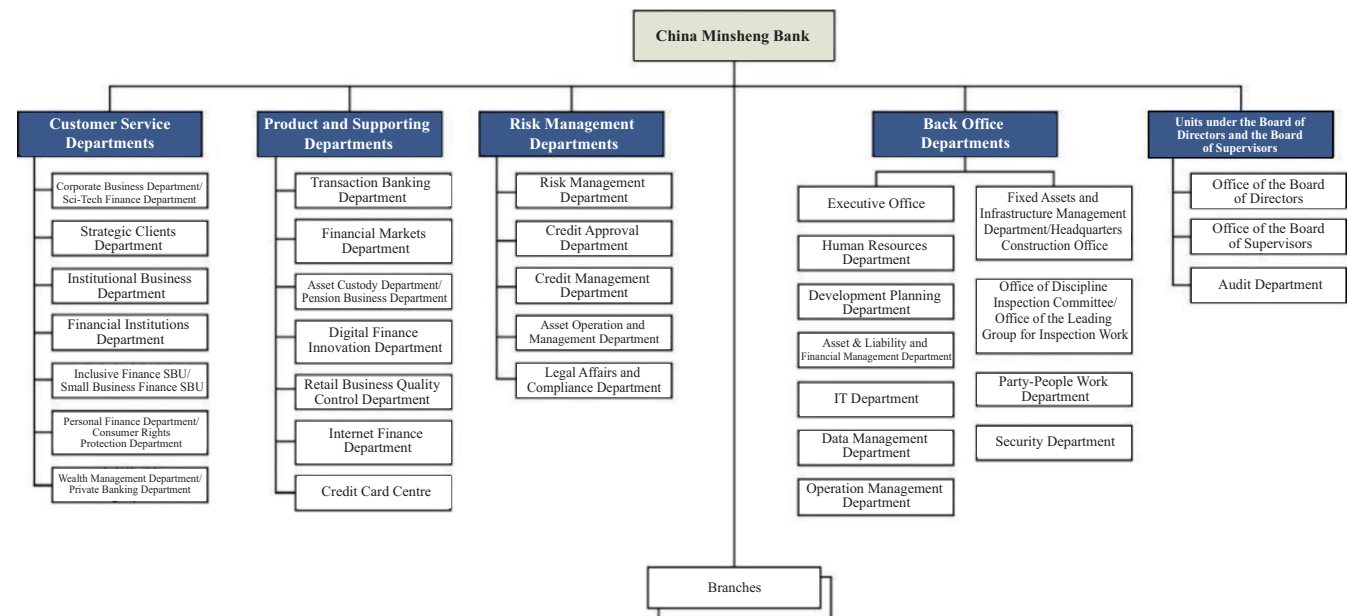 China Minsheng Bank
Customer Service
Departments
Corporate Business Department/
Sci-Tech Finance Department
Strategic Clients
Department
Institutional Business
Department
Financial Institutions
Department
Inclusive Finance SBU/
Small Business Finance SBU
Personal Finance Department/
Consumer Rights
Protection Department
Wealth Management Department/
Private Banking Department
Product and Supporting
Departments
Transaction Banking
Department
Financial Markets
Department
Asset Custody Department/
Pension Business Department
Digital Finance
Innovation Department
Retail Business Quality
Control Department
Internet Finance
Department
Credit Card Centre
Risk Management
Departments
Risk Management
Department
Credit Approval
Department
Credit Management
Department
Asset Operation and
Management Department
Legal Affairs and
Compliance Department
Back Office
Departments
Executive Office
Human Resources
Department
Development Planning
Department
Asset & Liability and
Financial Management Department
IT Department
Data Management
Department
Operation Management
Department
Fixed Assets and
Infrastructure Management
Department/Headquarters
Construction Office
Office of Discipline
Inspection Committee/
Office of the Leading
Group for Inspection Work
Party-People Work
Department
Security Department
Units under the Board of
Directors and the Board
of Supervisors
Office of the Board
of Directors
Office of the Board
of Supervisors
Audit Department
Branches